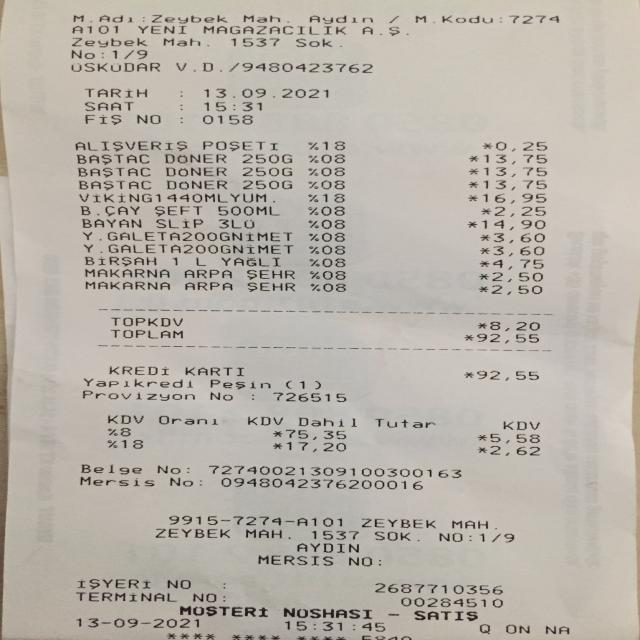 M.Adı:Zeybek Mah. Aydın / M.Kodu:7274
A101 YENİ MAĞAZACILIK A.Ş.
Zeybek Mah. 1537 Sok.
No:1/9
ÜSKÜDAR V.D./9480423762
TARİH : 13.09.2021
SAAT : 15:31
FİŞ NO : 0158
ALIŞVERİŞ POŞETİ %18 *0,25
BAŞTAC DÖNER 250G %08 *13,75
BAŞTAC DÖNER 250G %08 *13,75
BAŞTAC DÖNER 250G %08 *13,75
VİKİNG1440MLYUM. %18 *16,95
B.ÇAY ŞEFT 500ML %08 *2,25
BAYAN SLİP 3LÜ %08 *14,90
Y.GALETA200GNİMET %08 *3,60
Y.GALETA200GNİMET %08 *3,60
BİRŞAH 1 L YAĞLI %08 *4,75
MAKARNA ARPA ŞEHR %08 *2,50
MAKARNA ARPA ŞEHR %08 *2,50
TOPKDV *8,20
TOPLAM *92,55
KREDİ KARTI *92,55
Yapıkredi Peşin (1)
Provizyon No : 726515
KDV Oranı KDV Dahil Tutar KDV
%8 *75,35 *5,58
%18 *17,20 *2,62
Belge No: 72740021309100300163
Mersis No: 0948042376200016
9915-7274-A101 ZEYBEK MAH.
ZEYBEK MAH. 1537 SOK. NO:1/9
AYDIN
MERSIS NO:
İŞYERİ NO : 2687710356
TERMİNAL NO: 00284510
MÜŞTERİ NÜSHASI - SATIŞ
13-09-2021 15:31:45 Q ON NA